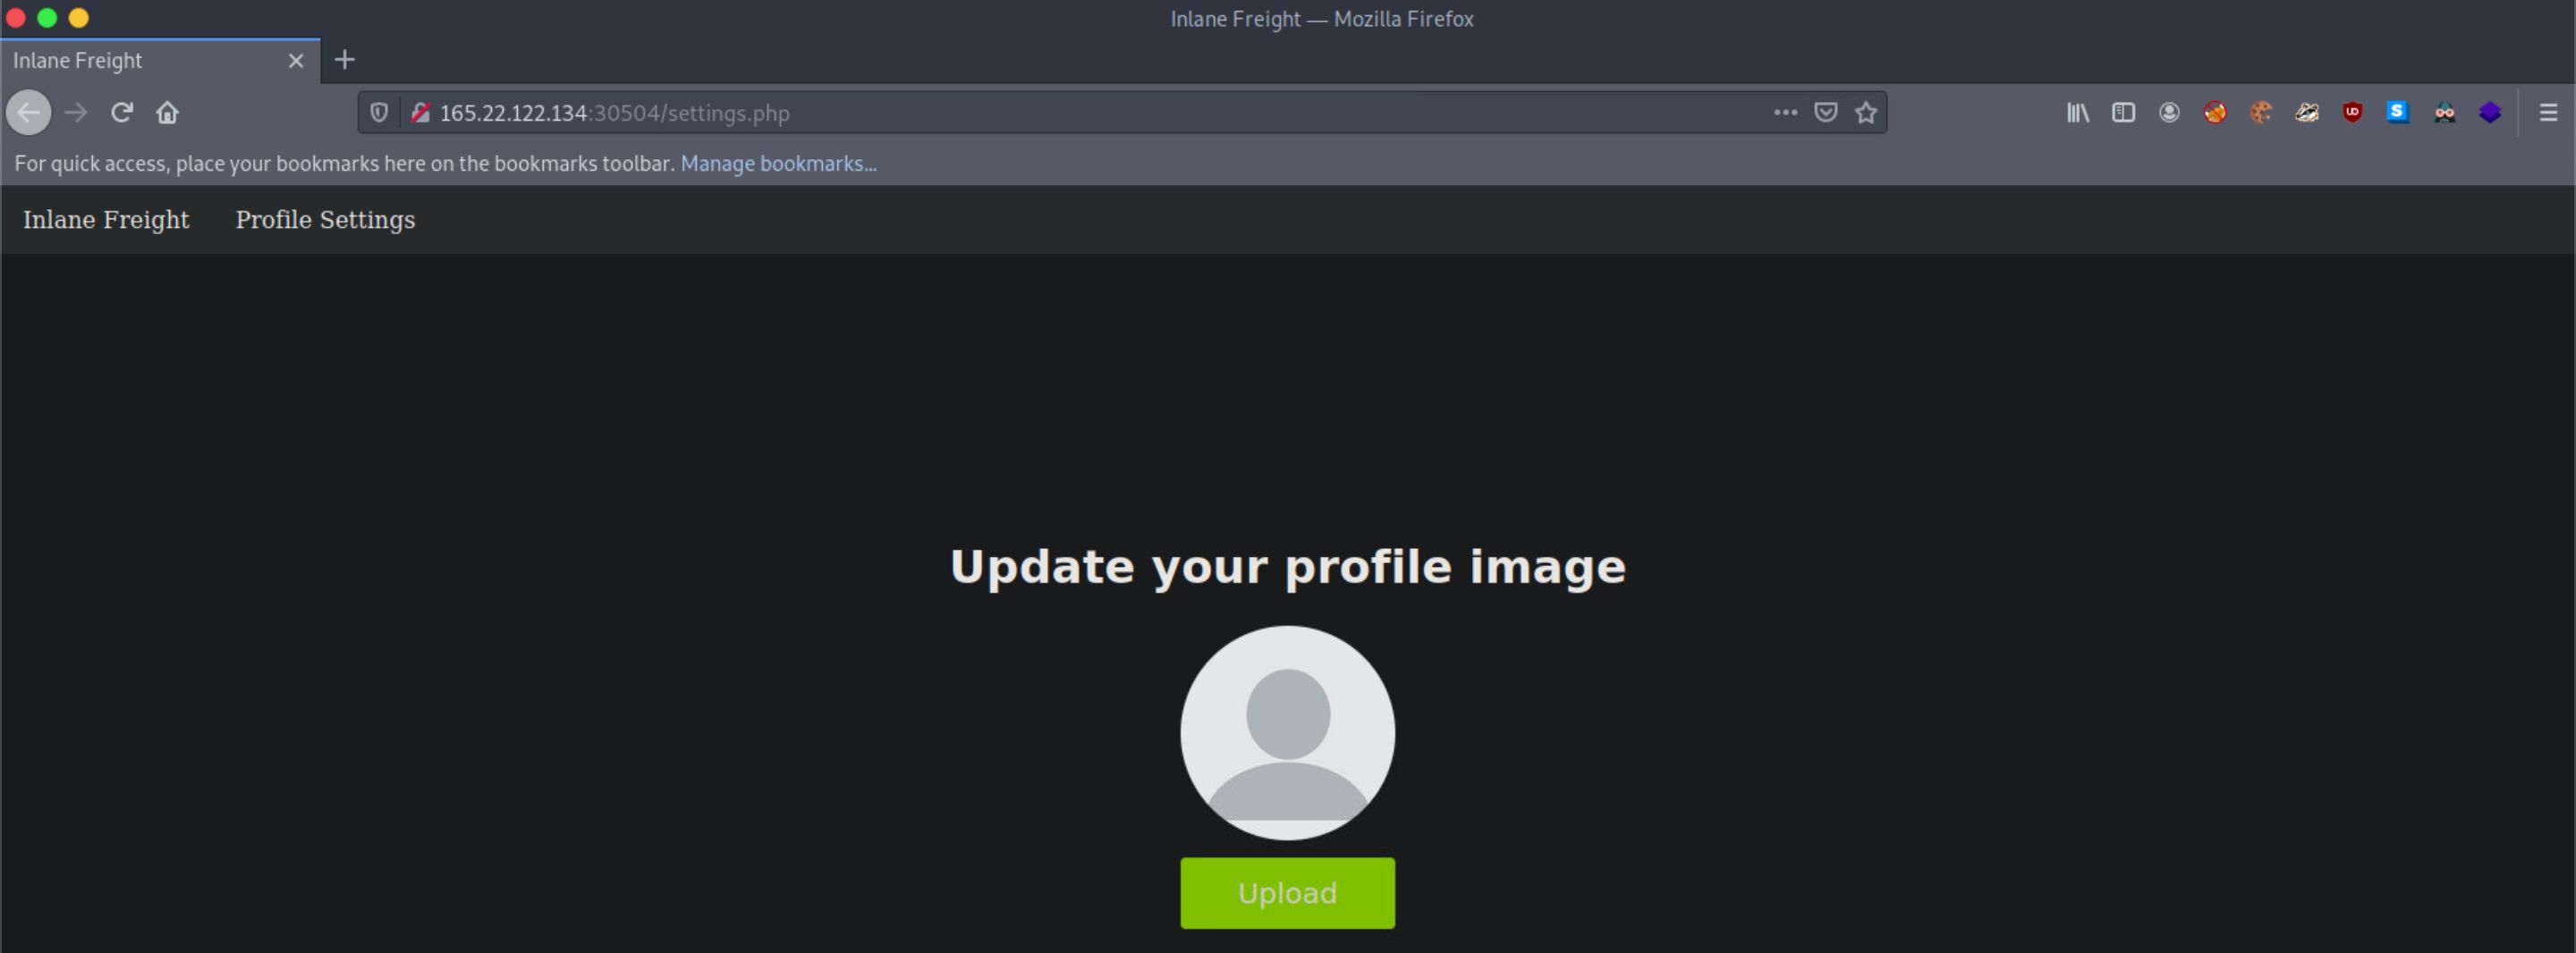 Inlane Freight — Mozilla Firefox
Inlane Freight
165.22.122.134:30504/settings.php
For quick access, place your bookmarks here on the bookmarks toolbar. Manage bookmarks...
Inlane Freight Profile Settings
Update your profile image
Upload